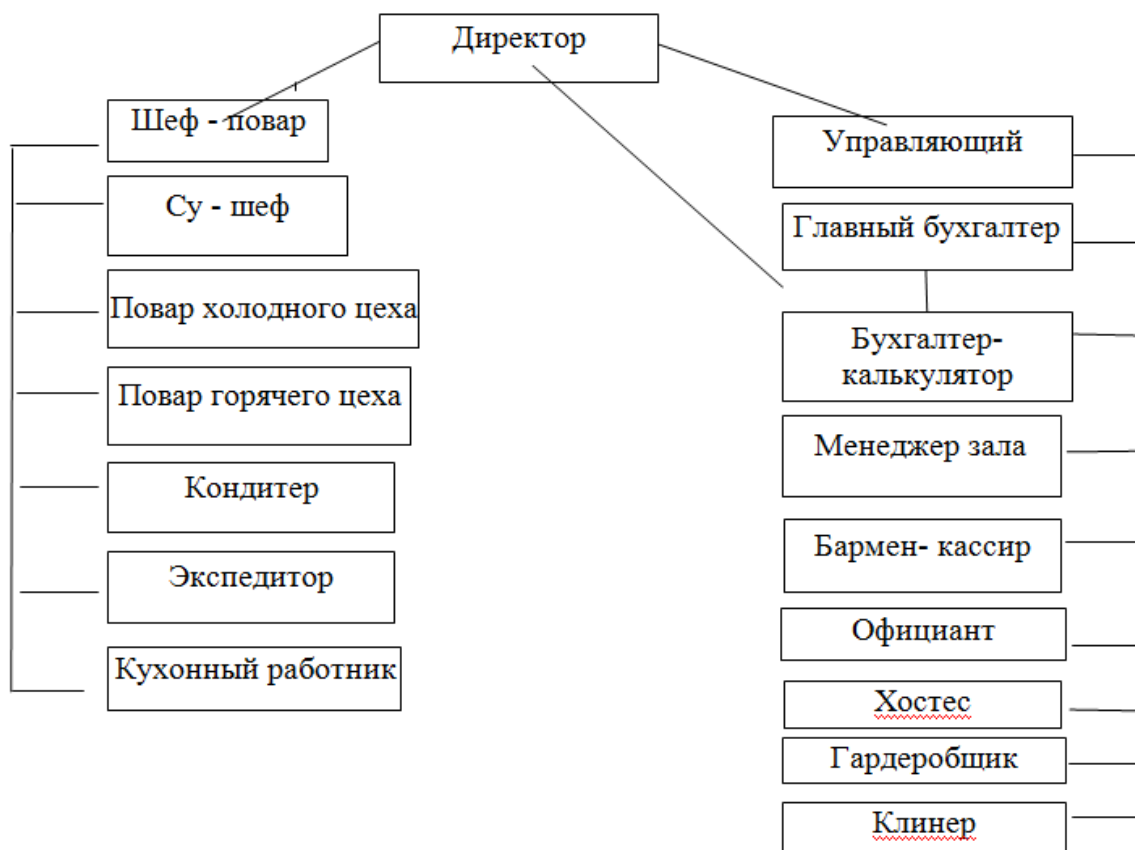 Директор
Шеф - повар
Су - шеф
Повар холодного цеха
Повар горячего цеха
Кондитер
Экспедитор
Кухонный работник
Управляющий
Главный бухгалтер
Бухгалтер-
калькулятор
Менеджер зала
Бармен- кассир
Официант
Хостес
Гардеробщик
Клинер